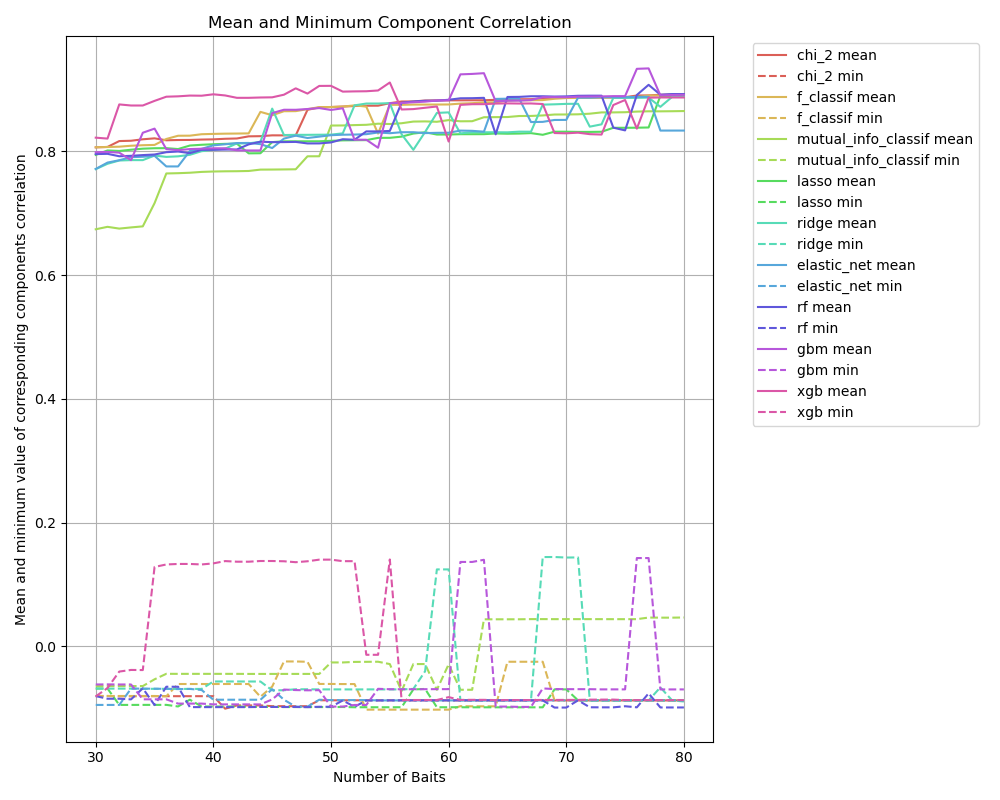 Mean and Minimum Component Correlation
Mean and minimum value of corresponding components correlation
0.8
0.6
0.4
0.2
0.0
30
40
50
60
70
80
Number of Baits
chi_2 mean
chi_2 min
f_classif mean
f_classif min
mutual_info_classif mean
mutual_info_classif min
lasso mean
lasso min
ridge mean
ridge min
elastic_net mean
elastic_net min
rf mean
rf min
gbm mean
gbm min
xgb mean
xgb min